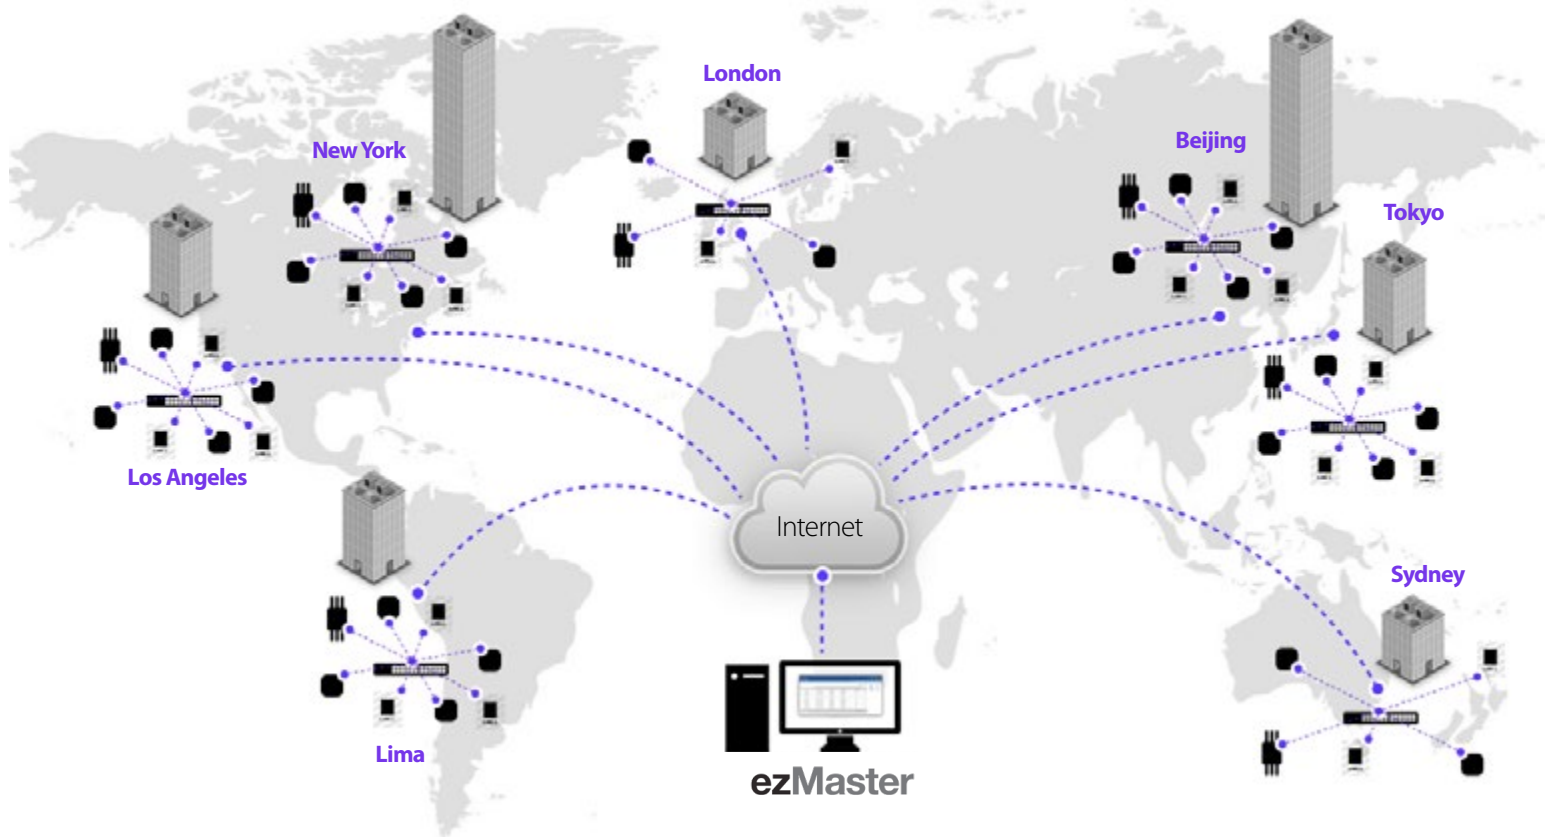 London
New York
Beijing
Tokyo
Los Angeles
Internet
Sydney
Lima
ezMaster